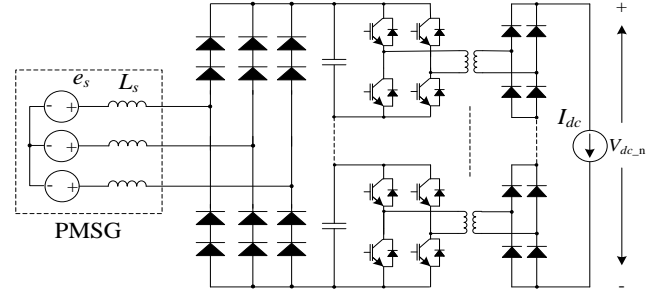 +
e_s L_s
- +
- +
- +
PMSG
I_dc
V_dc_n
-